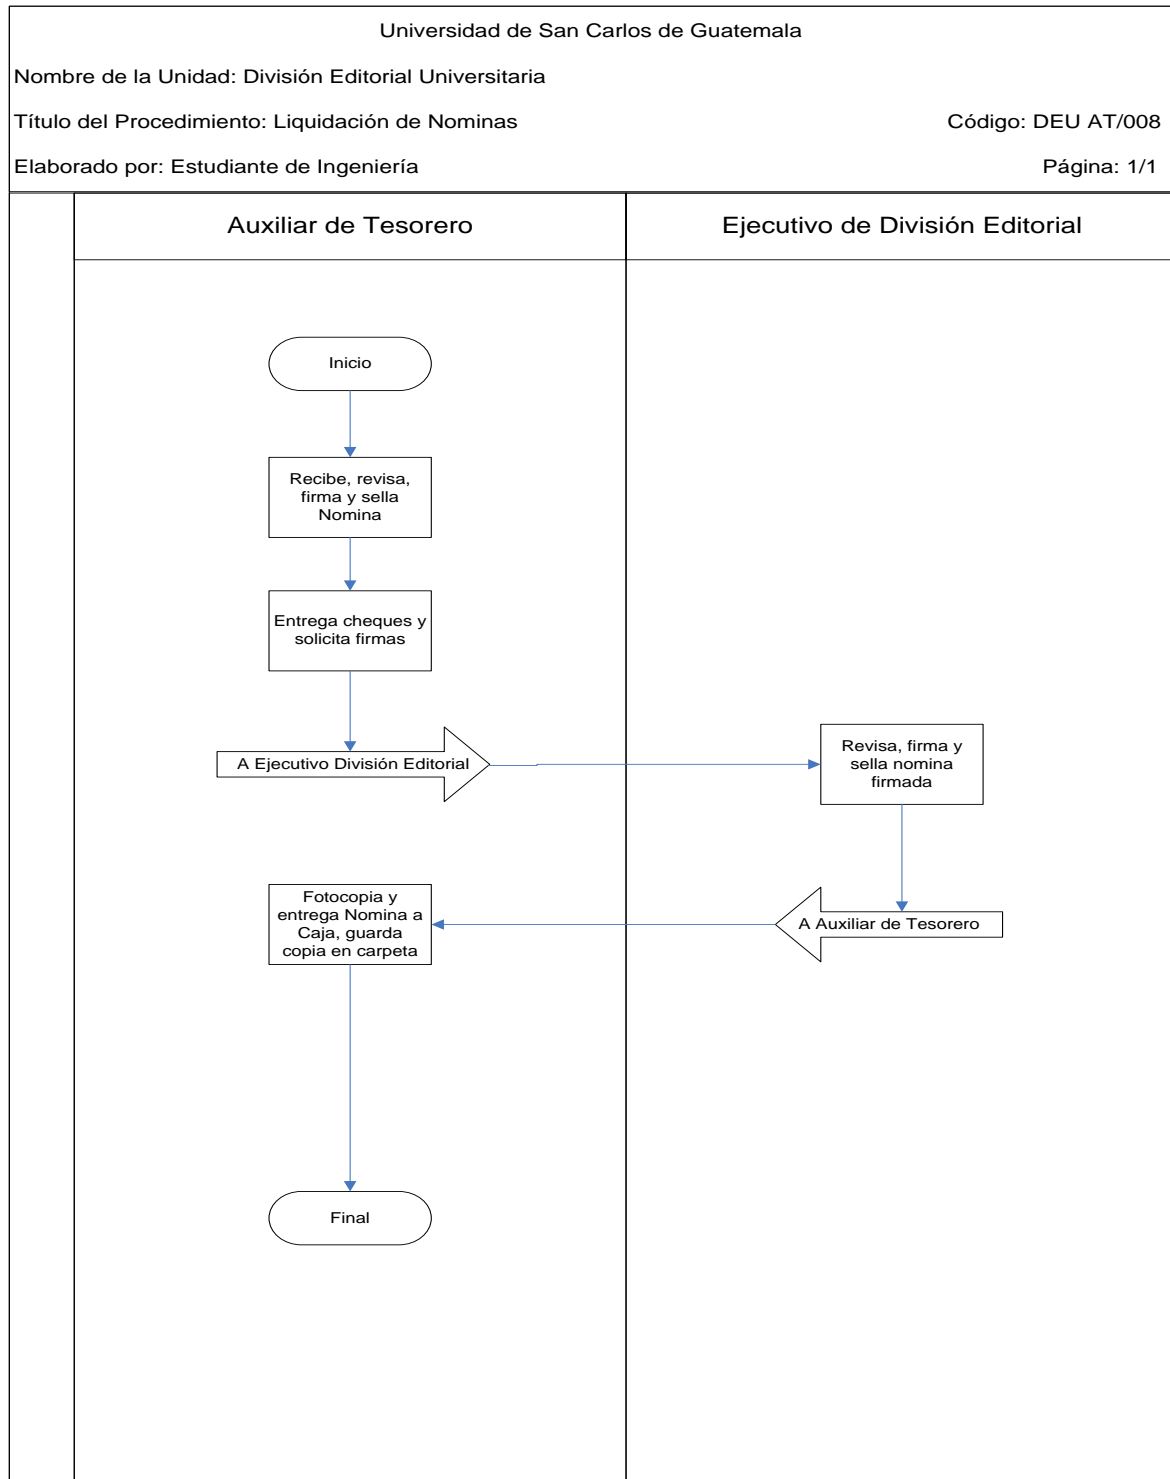 Universidad de San Carlos de Guatemala
Nombre de la Unidad: División Editorial Universitaria
Título del Procedimiento: Liquidación de Nominas Código: DEU AT/008
Elaborado por: Estudiante de Ingeniería Página: 1/1
Auxiliar de Tesorero Ejecutivo de División Editorial
Inicio
Recibe, revisa,
firma y sella
Nomina
Entrega cheques y
solicita firmas
A Ejecutivo División Editorial
Revisa, firma y
sella nomina
firmada
A Auxiliar de Tesorero
Fotocopia y
entrega Nomina a
Caja, guarda
copia en carpeta
Final